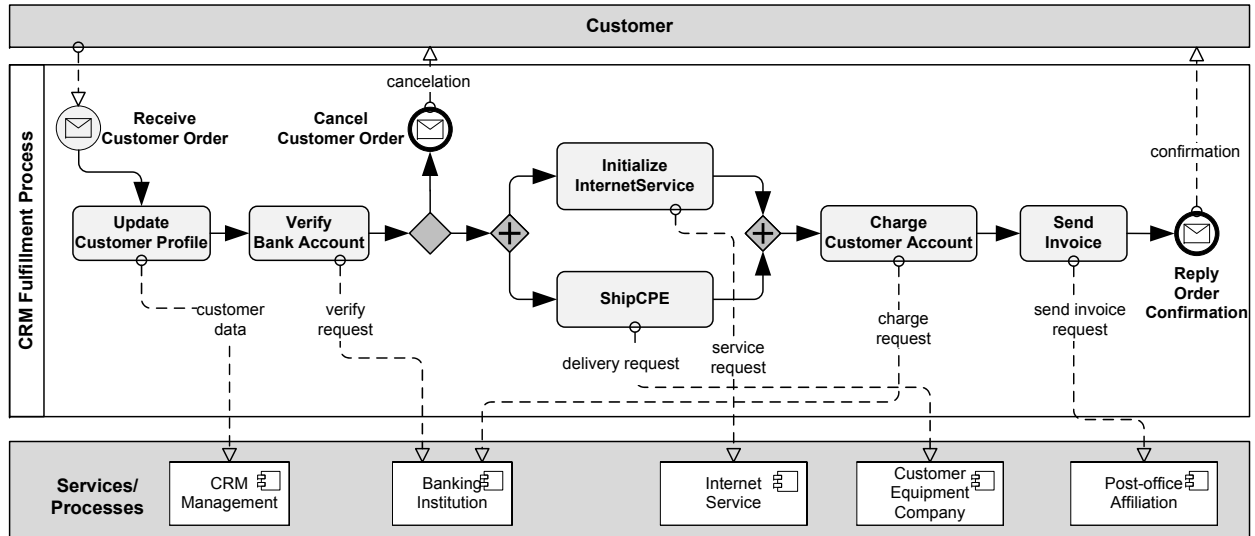 Customer
CRM Fulfillment Process
Receive
Customer Order
Cancel
Customer Order
cancelation
confirmation
Update
Customer Profile
Verify
Bank Account
Initialize
InternetService
ShipCPE
Charge
Customer Account
Send
Invoice
Reply
Order
Confirmation
customer
data
verify
request
delivery request
service
request
charge
request
send invoice
request
Services/
Processes
CRM
Management
Banking
Institution
Internet
Service
Customer
Equipment
Company
Post-office
Affiliation